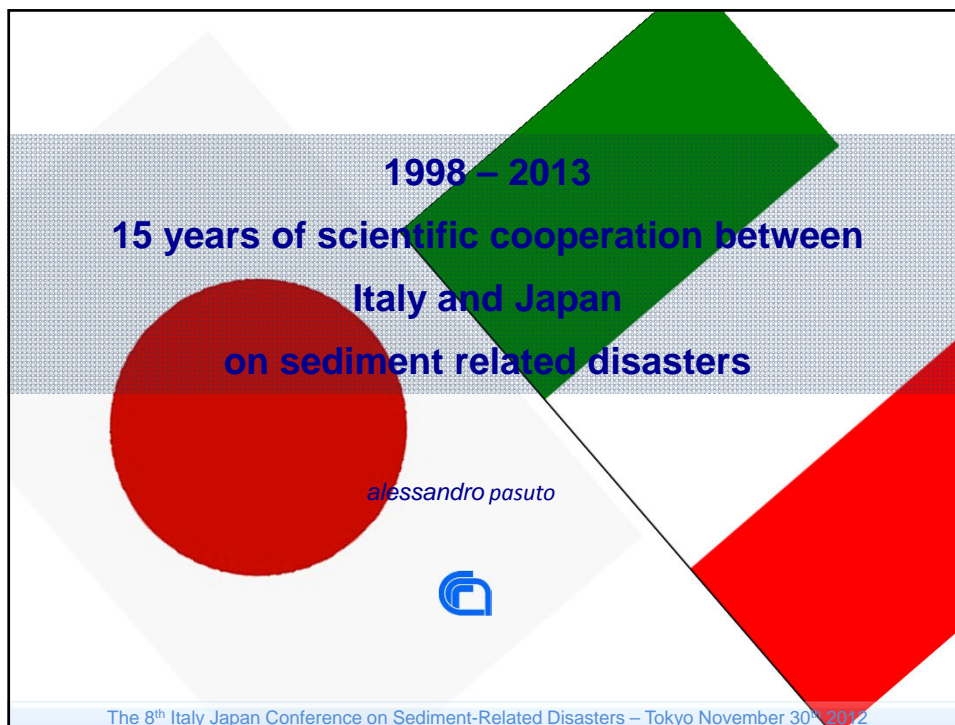 1998 – 2013
15 years of scientific cooperation between
Italy and Japan
on sediment related disasters
alessandro pasuto
The 8th Italy Japan Conference on Sediment-Related Disasters – Tokyo November 30th 2012